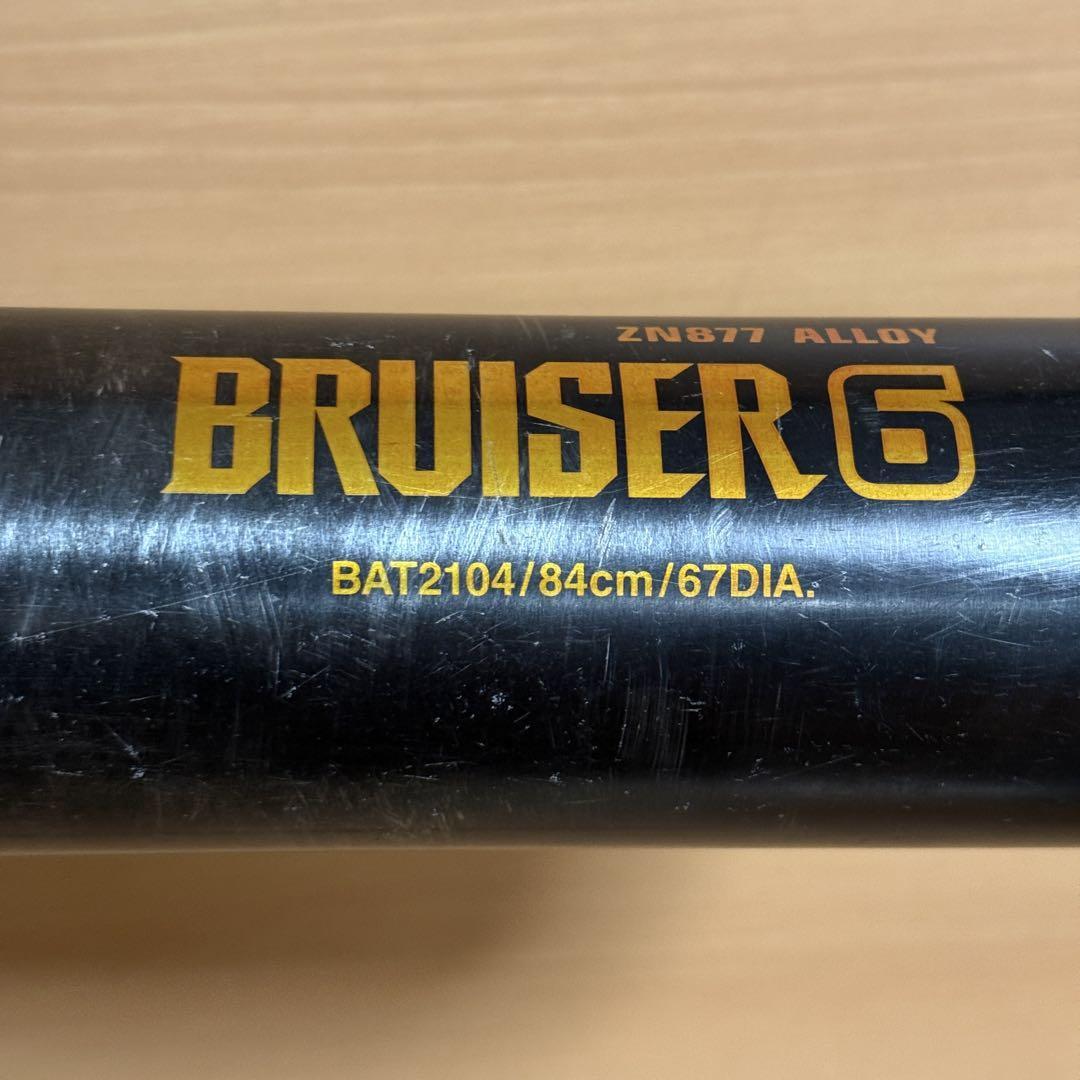 ZN877 ALLOY
BRUISER 6
BAT2104/84cm/67DIA.